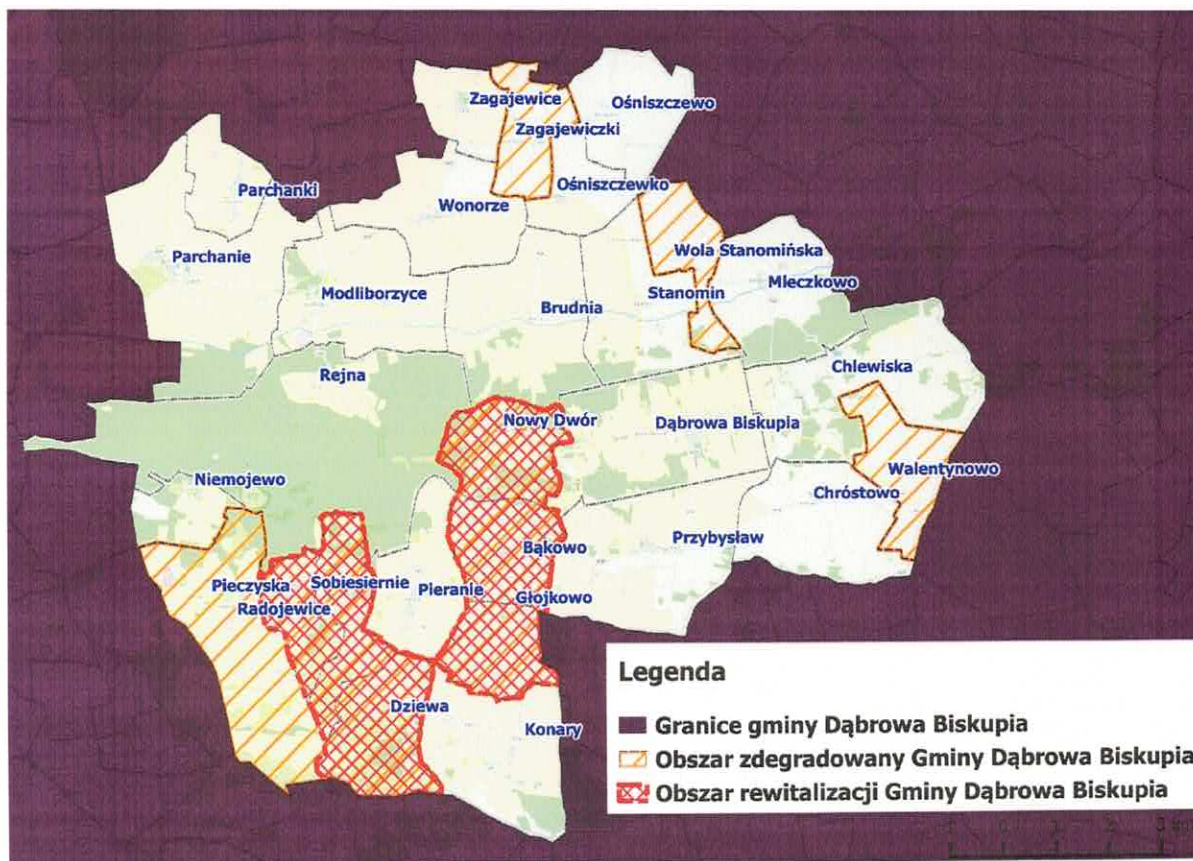 Zagajewice
Ośniszczewo
Zagajewiczki
Parchanki
Ośniszczewko
Wonorze
Parchanie
Wola Stanomińska
Modliborzyce
Mleczkowo
Stanomin
Brudnia
Rejna
Chlewiska
Nowy Dwór
Dąbrowa Biskupia
Walentynowo
Niemojewo
Chróstowo
Przybysław
Bąkowo
Sobiesiernie
Pieczyska
Pieranie
Głojkowo
Radojewice
Dziewa
Konary
Legenda
Granice gminy Dąbrowa Biskupia
Obszar zdegradowany Gminy Dąbrowa Biskupia
Obszar rewitalizacji Gminy Dąbrowa Biskupia